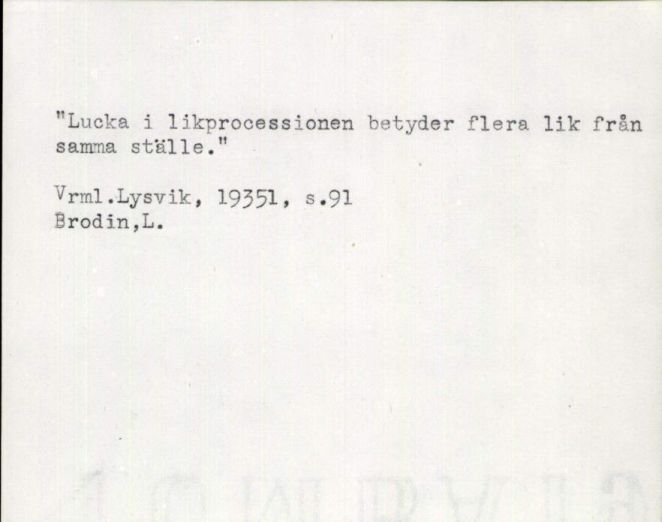 "Lucka i likprocessionen betyder flera lik från
samma ställe."
Vrml.Lysvik, 19351, s.91
Brodin,L.